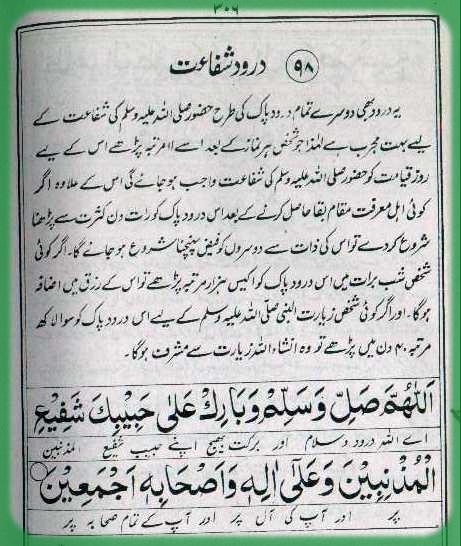 ۳۰۶
۹۸ درود شفاعت
یہ درود بھی دوسرے تمام درود پاک کی طرح حضور صلی اللہ علیہ وسلم کی شفاعت کے
لیے بہت مجرب ہے لہٰذا جو شخص ہر نماز کے بعد اسے ۱۱ مرتبہ پڑھے اس کے لیے
روز قیامت کو حضور صلی اللہ علیہ وسلم کی شفاعت واجب ہو جائے گی اس کے علاوہ اگر
کوئی اہل معرفت مقام بقا حاصل کرنے کے بعد اس درود پاک کو رات دن کثرت سے پڑھنا
شروع کر دے تو اس کی ذات سے دوسروں کو فیض پہنچنا شروع ہو جائے گا۔ اگر کوئی
شخص شب برات میں اس درود پاک کو اکیس ہزار مرتبہ پڑھے تو اس کے رزق میں اضافہ
ہوگا۔ اور اگر کوئی شخص زیارت النبی صلی اللہ علیہ وسلم کے لیے اس درود پاک کو سوا لاکھ
مرتبہ ۴۰ دن میں پڑھے تو وہ انشاء اللہ زیارت سے مشرف ہوگا۔
اَللّٰهُمَّ صَلِّ وَسَلِّمْ وَبَارِكْ عَلٰى حَبِيْبِكَ شَفِيْعِ
اے اللہ درود و سلام اور برکت بھیج اپنے حبیب شفیع المذنبین
الْمُذْنِبِيْنَ وَعَلٰٓى اٰلِهٖ وَاَصْحَابِهٖ اَجْمَعِيْنَ
پر اور آپ کی آل پر اور آپ کے تمام صحابہ پر